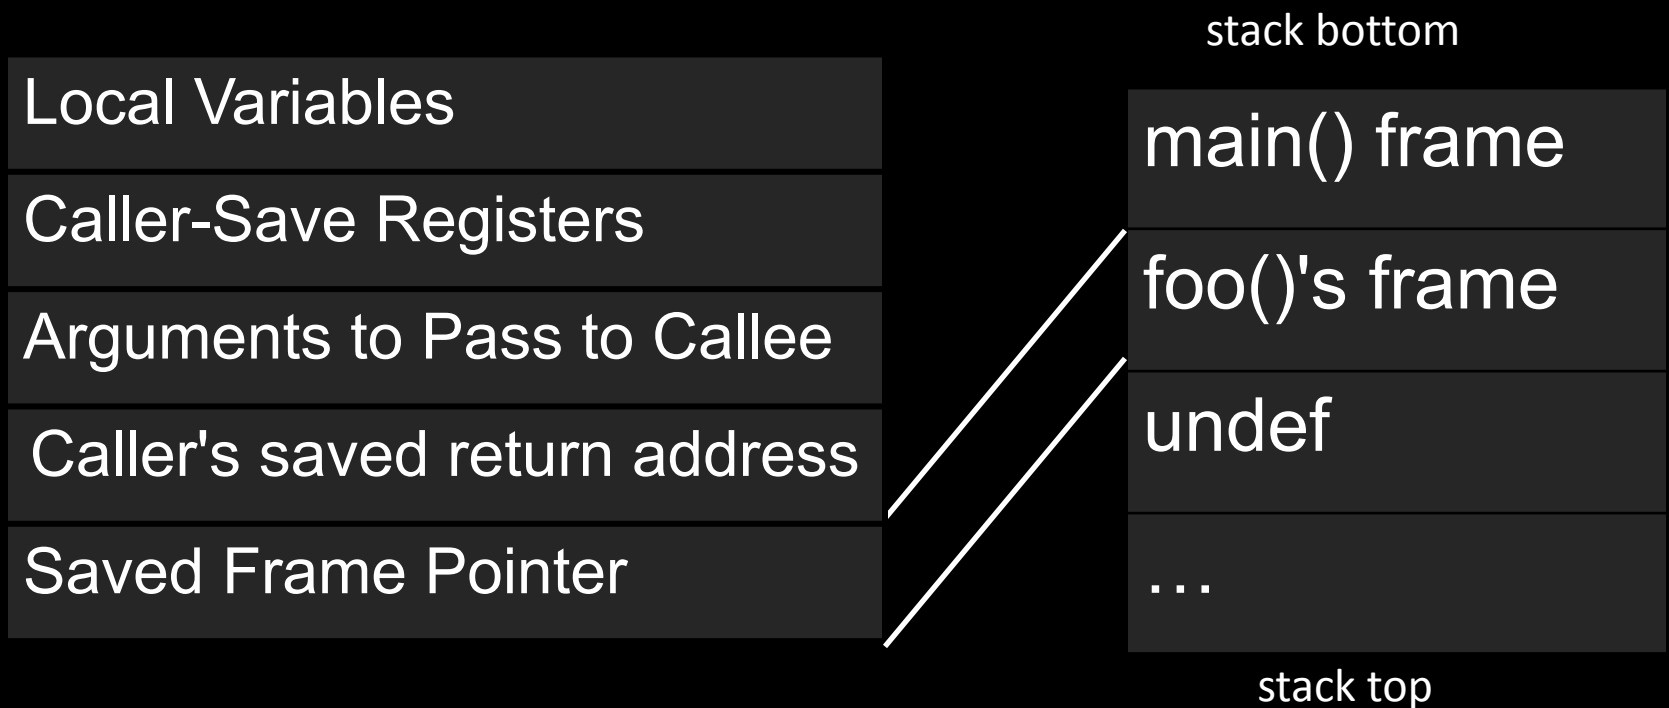 Local Variables
Caller-Save Registers
Arguments to Pass to Callee
Caller's saved return address
Saved Frame Pointer
stack bottom
main() frame
foo()'s frame
undef
…
stack top